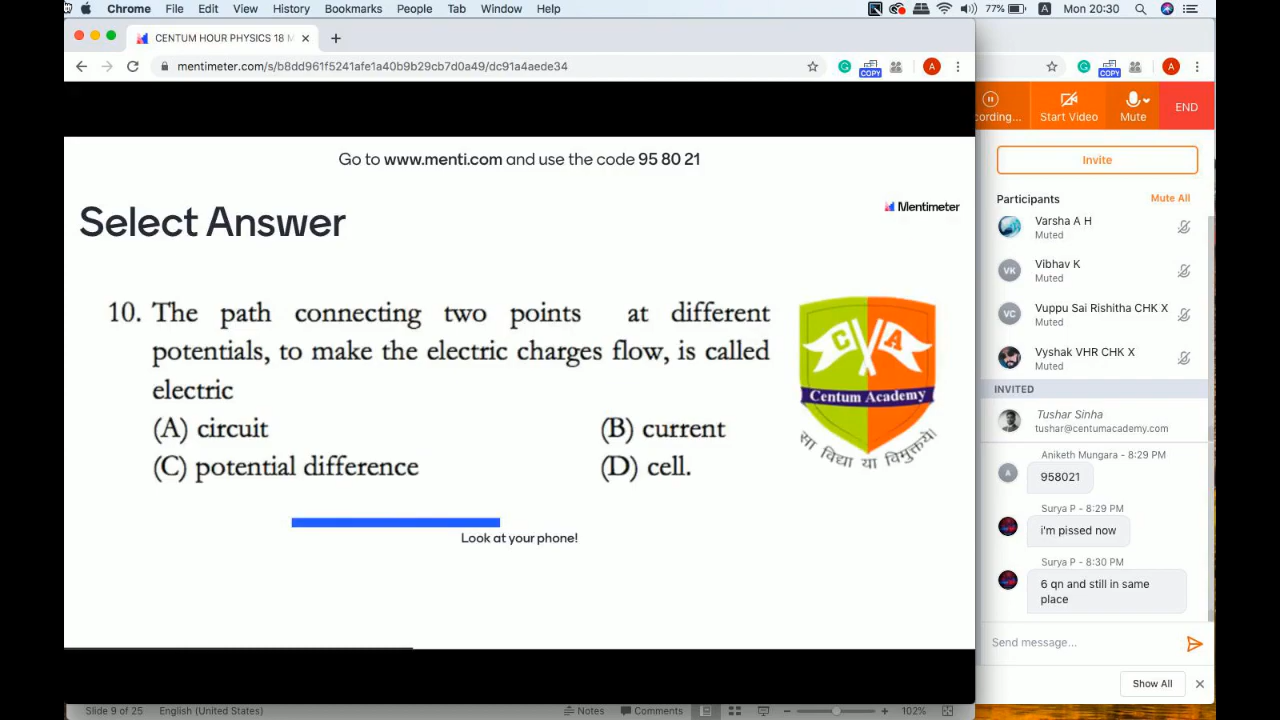 Chrome File Edit View History Bookmarks People Tab Window Help
77% A Mon 20:30
CENTUM HOUR PHYSICS 18 M
mentimeter.com/s/b8dd961f5241afe1a40b9b29cb7d0a49/dc91a4aede34
COPY
A
COPY
A
cording...
Start Video
Mute
END
Go to www.menti.com and use the code 95 80 21
Select Answer
Mentimeter
10. The path connecting two points at different
potentials, to make the electric charges flow, is called
electric
(A) circuit (B) current
(C) potential difference (D) cell.
C A
Centum Academy
सा विद्या या विमुक्तये।
Look at your phone!
Invite
Participants Mute All
Varsha A H
Muted
VK
Vibhav K
Muted
VC
Vuppu Sai Rishitha CHK X
Muted
Vyshak VHR CHK X
Muted
INVITED
Tushar Sinha
tushar@centumacademy.com
Aniketh Mungara - 8:29 PM
A
958021
Surya P - 8:29 PM
i'm pissed now
Surya P - 8:30 PM
6 qn and still in same
place
Send message...
Show All
Slide 9 of 25 English (United States) Notes Comments 102%